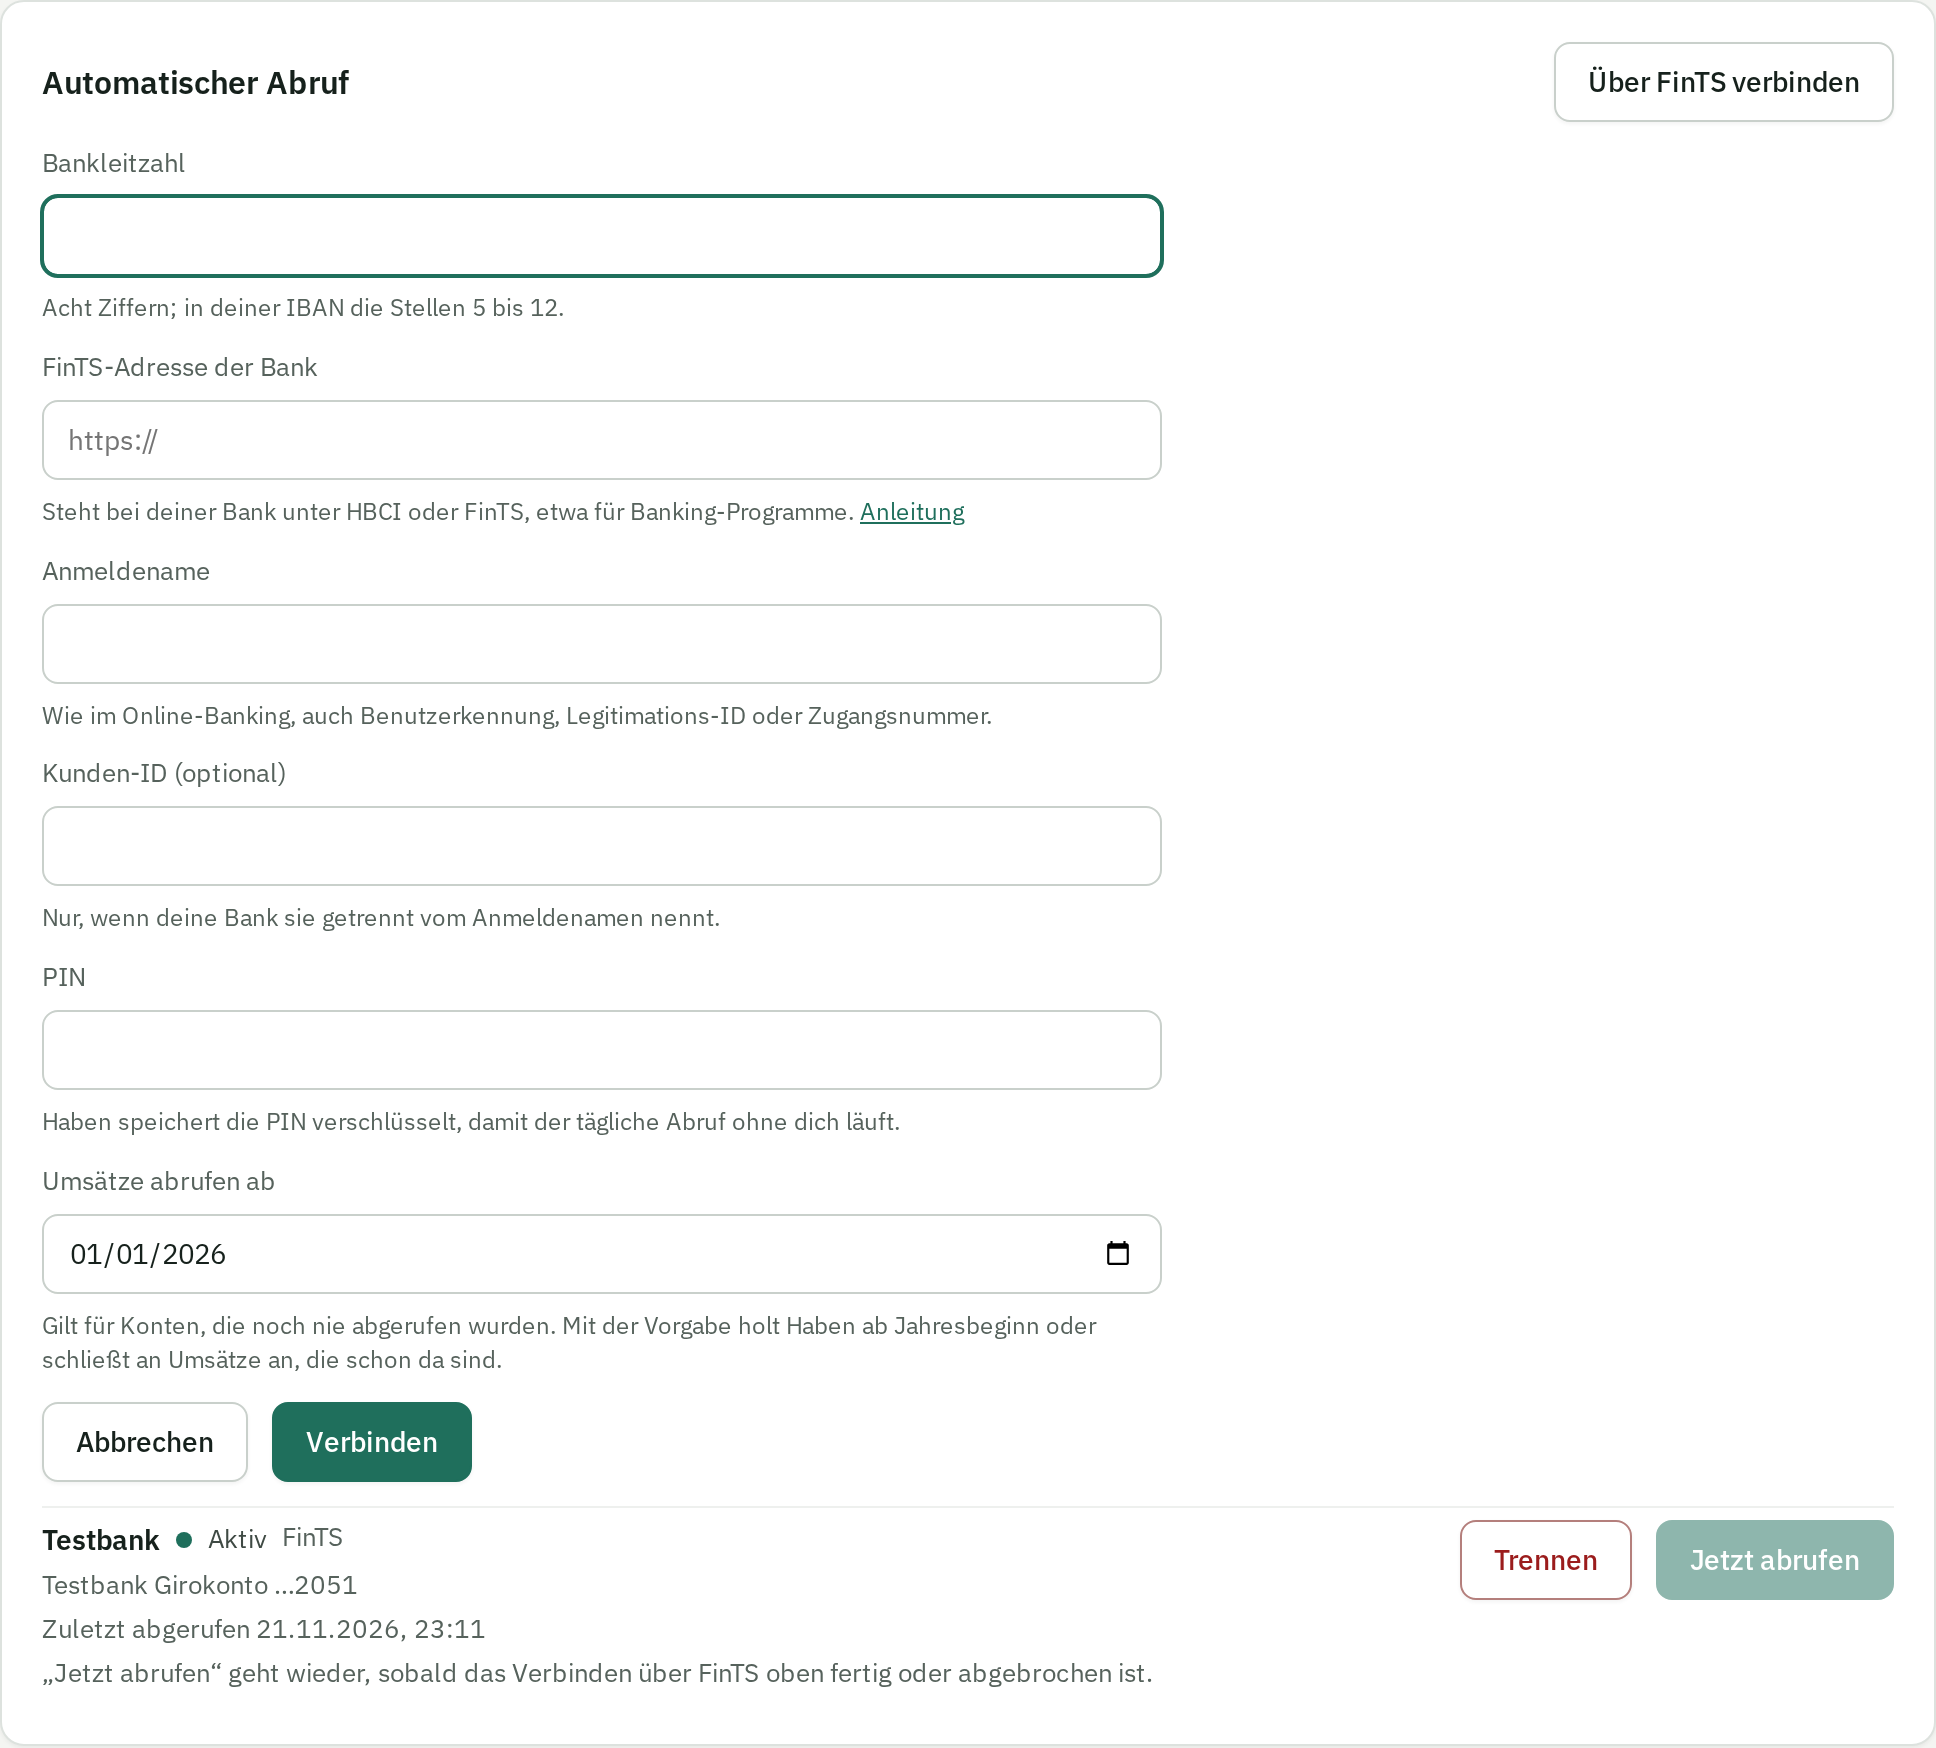 Automatischer Abruf
Über FinTS verbinden
Bankleitzahl
Acht Ziffern; in deiner IBAN die Stellen 5 bis 12.
FinTS-Adresse der Bank
https://
Steht bei deiner Bank unter HBCI oder FinTS, etwa für Banking-Programme. Anleitung
Anmeldename
Wie im Online-Banking, auch Benutzerkennung, Legitimations-ID oder Zugangsnummer.
Kunden-ID (optional)
Nur, wenn deine Bank sie getrennt vom Anmeldenamen nennt.
PIN
Haben speichert die PIN verschlüsselt, damit der tägliche Abruf ohne dich läuft.
Umsätze abrufen ab
01/01/2026
Gilt für Konten, die noch nie abgerufen wurden. Mit der Vorgabe holt Haben ab Jahresbeginn oder
schließt an Umsätze an, die schon da sind.
Abbrechen Verbinden
Testbank Aktiv FinTS
Trennen Jetzt abrufen
Testbank Girokonto …2051
Zuletzt abgerufen 21.11.2026, 23:11
„Jetzt abrufen“ geht wieder, sobald das Verbinden über FinTS oben fertig oder abgebrochen ist.